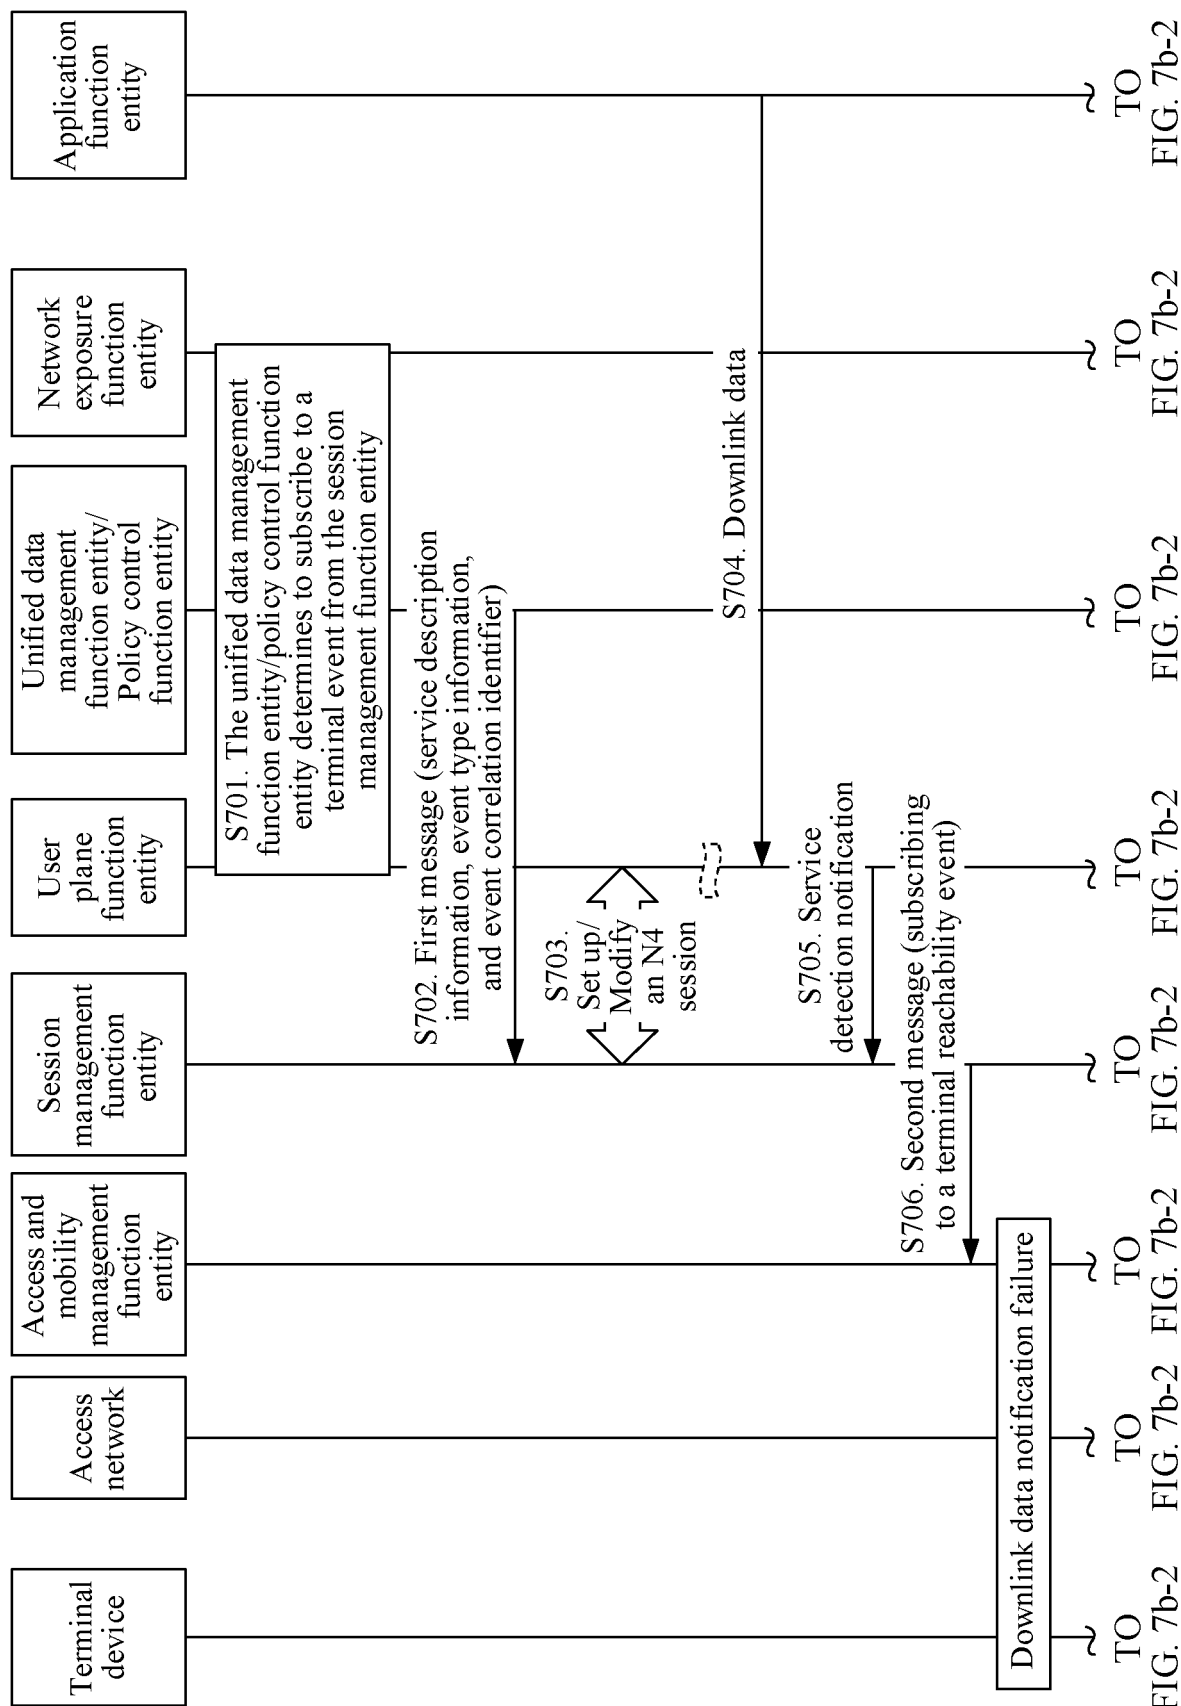 Terminal
device
Access
network
Access and
mobility
management
function
entity
Session
management
function
entity
User
plane
function
entity
Unified data
management
function entity/
Policy control
function entity
Network
exposure
function
entity
Application
function
entity
S701. The unified data management
function entity/policy control function
entity determines to subscribe to a
terminal event from the session
management function entity
S702. First message (service description
information, event type information,
and event correlation identifier)
S703.
Set up/
Modify
an N4
session
S704. Downlink data
S705. Service
detection notification
S706. Second message (subscribing
to a terminal reachability event)
Downlink data notification failure
TO
FIG. 7b-2
TO
FIG. 7b-2
TO
FIG. 7b-2
TO
FIG. 7b-2
TO
FIG. 7b-2
TO
FIG. 7b-2
TO
FIG. 7b-2
TO
FIG. 7b-2